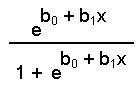 e^(b₀ + b₁x)
1 + e^(b₀ + b₁x)